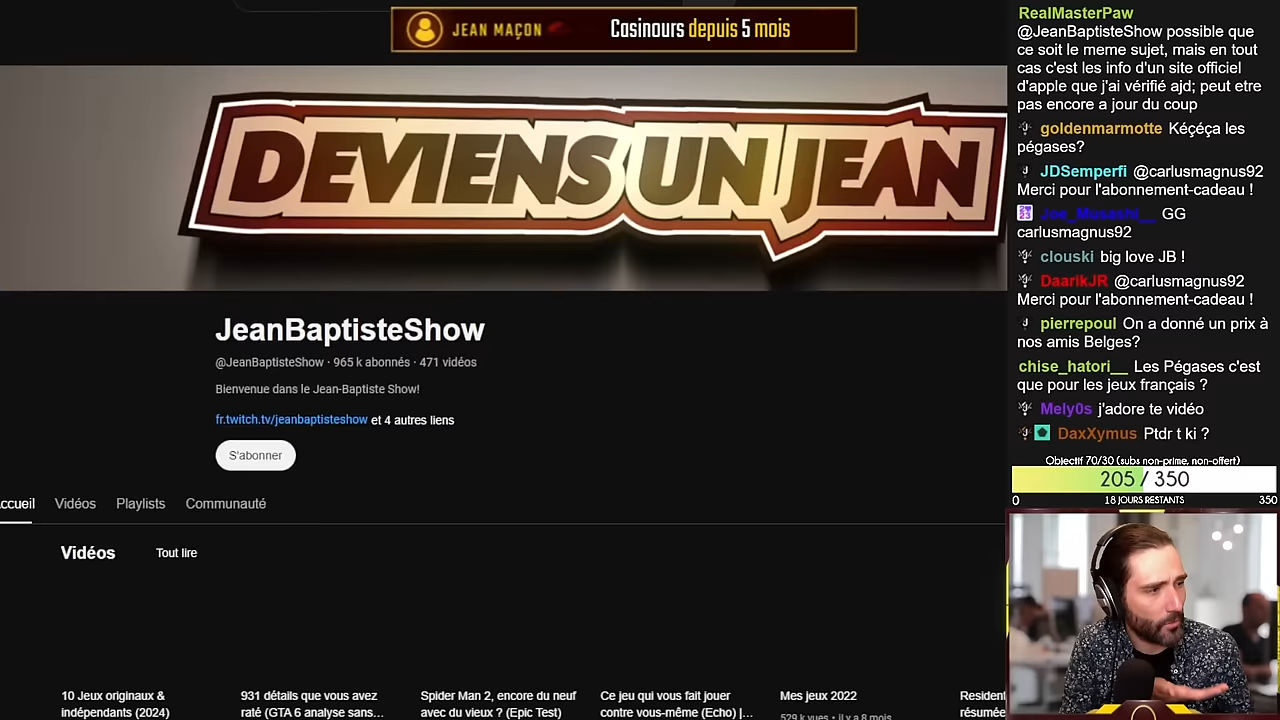 JEAN MAÇON Casinours depuis 5 mois
DEVIENS UN JEAN
JeanBaptisteShow
@JeanBaptisteShow · 965 k abonnés · 471 vidéos
Bienvenue dans le Jean-Baptiste Show!
fr.twitch.tv/jeanbaptisteshow et 4 autres liens
S'abonner
ccueil Vidéos Playlists Communauté
Vidéos Tout lire
10 Jeux originaux &
indépendants (2024)
931 détails que vous avez
raté (GTA 6 analyse sans...
Spider Man 2, encore du neuf
avec du vieux ? (Epic Test)
Ce jeu qui vous fait jouer
contre vous-même (Echo) |...
Mes jeux 2022
529 k vues · il y a 8 mois
Resident
résumée
RealMasterPaw
@JeanBaptisteShow possible que
ce soit le meme sujet, mais en tout
cas c'est les info d'un site officiel
d'apple que j'ai vérifié ajd; peut etre
pas encore a jour du coup
goldenmarmotte Kéçéça les
pégases?
JDSemperfi @carlusmagnus92
Merci pour l'abonnement-cadeau !
Joe_Musashi__ GG
carlusmagnus92
clouski big love JB !
DaarikJR @carlusmagnus92
Merci pour l'abonnement-cadeau !
pierrepoul On a donné un prix à
nos amis Belges?
chise_hatori__ Les Pégases c'est
que pour les jeux français ?
Mely0s j'adore te vidéo
DaxXymus Ptdr t ki ?
Objectif 70/30 (subs non-prime, non-offert)
205 / 350
0 18 JOURS RESTANTS 350